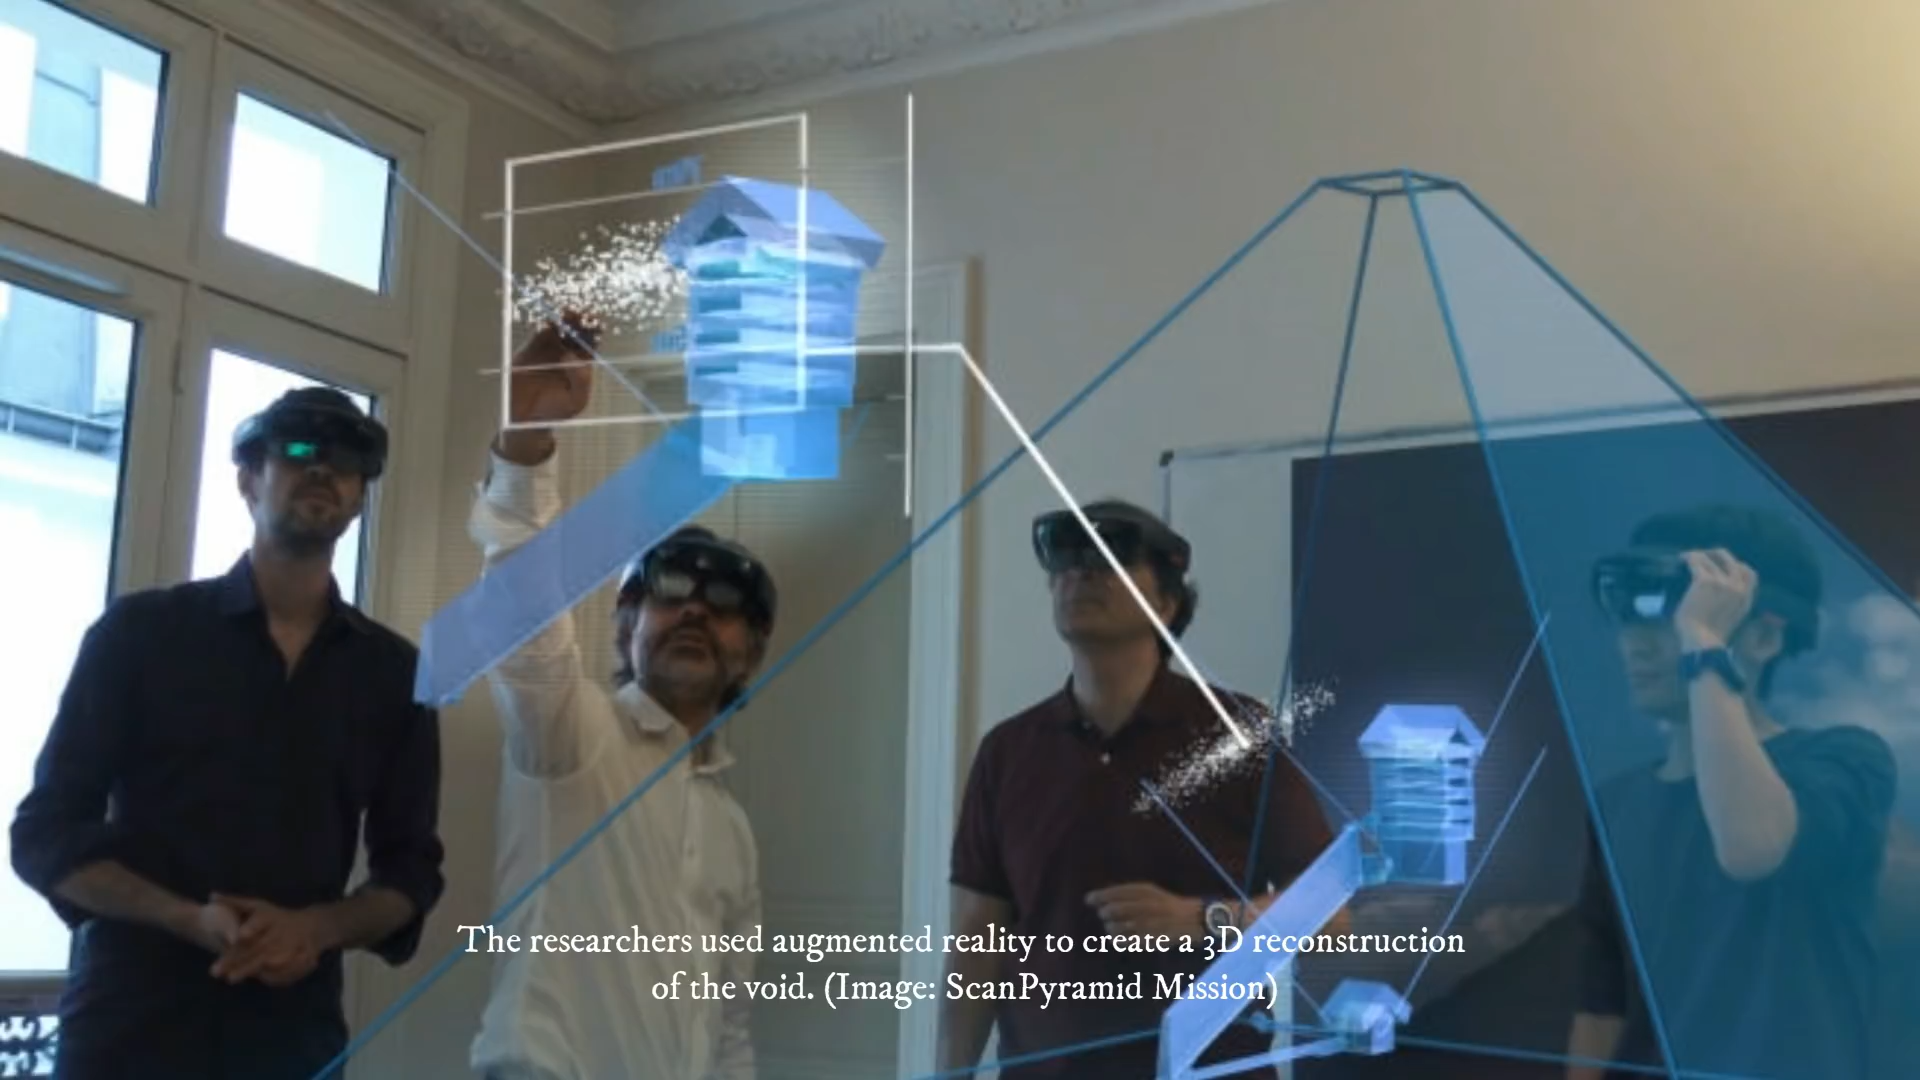 The researchers used augmented reality to create a 3D reconstruction
of the void. (Image: ScanPyramid Mission)